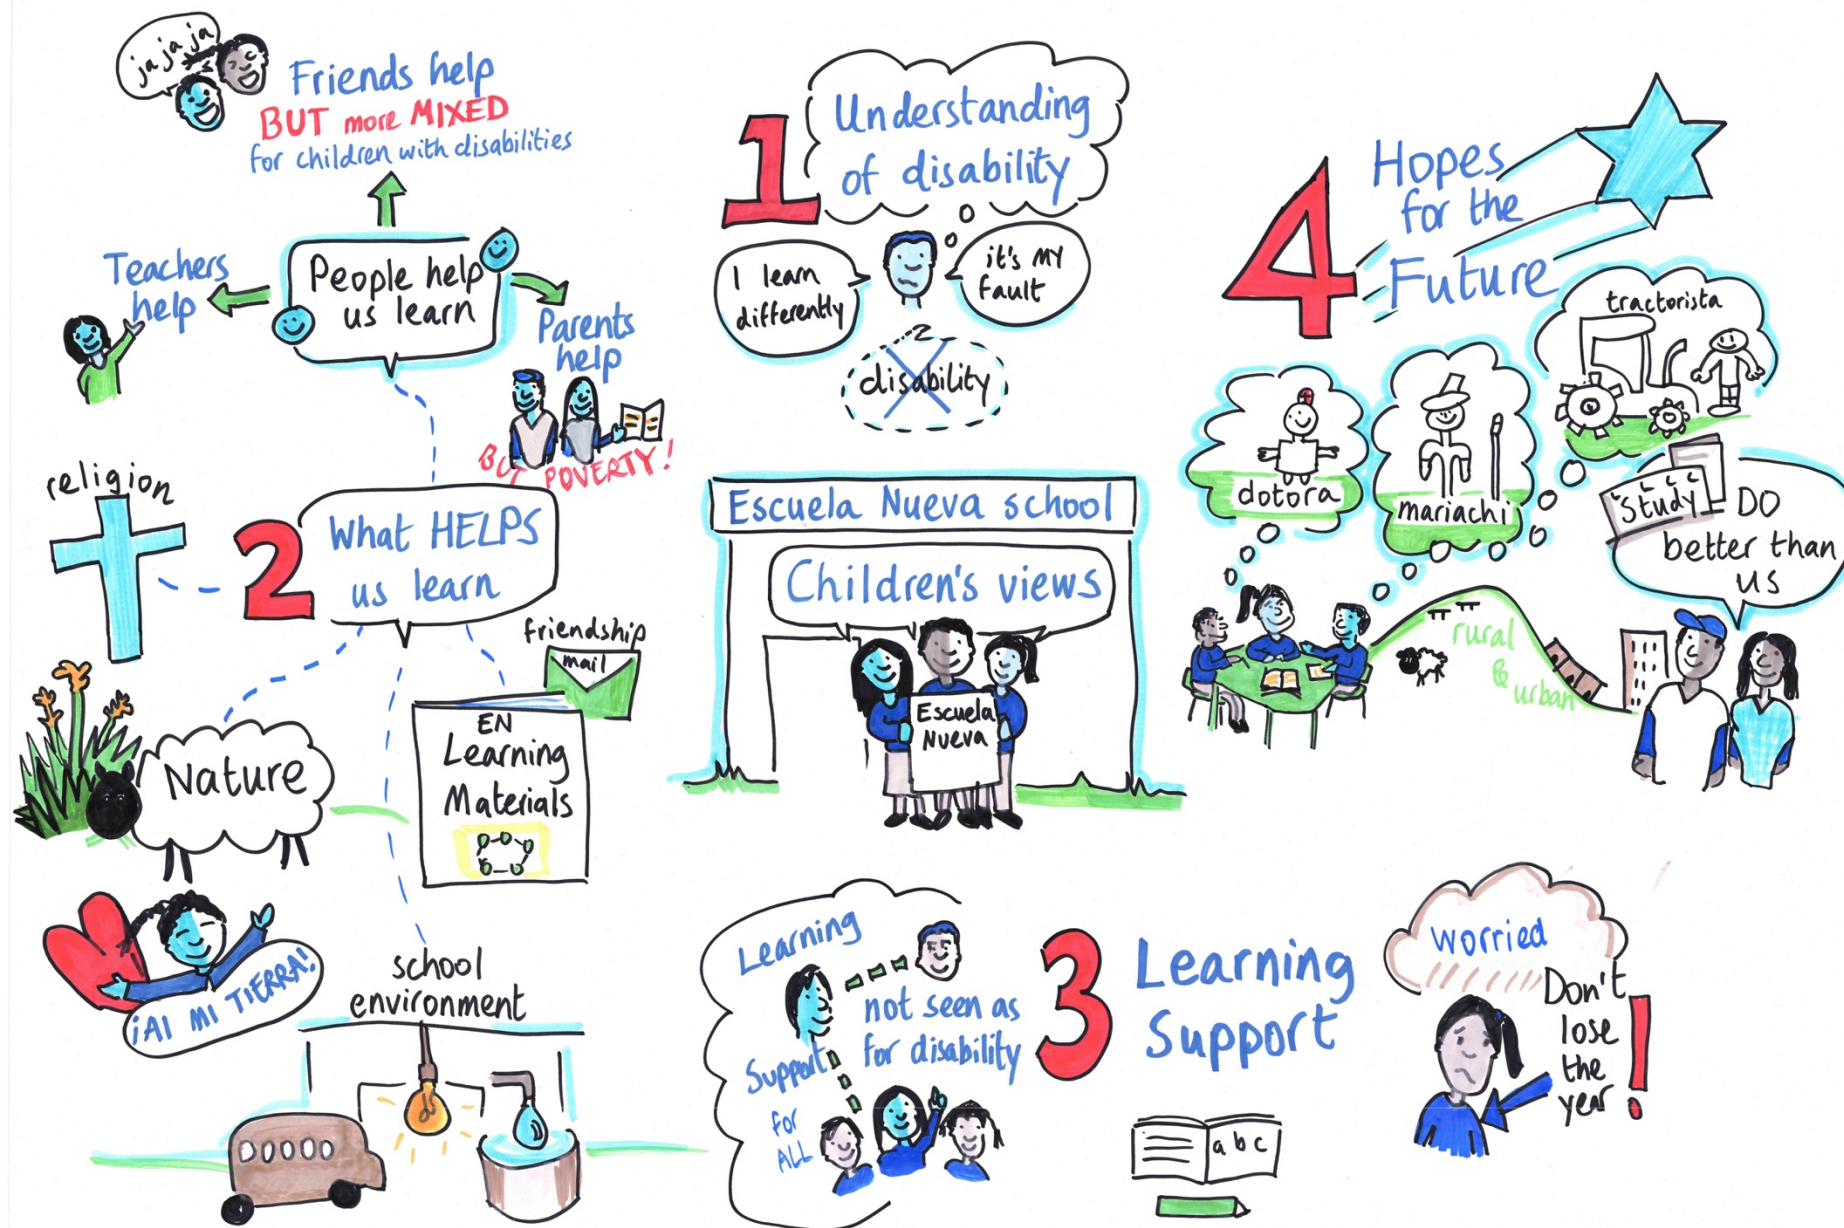 ja ja ja
Friends help
BUT more MIXED
for children with disabilities
Teachers
help
People help
us learn
Parents
help
BUT POVERTY!
religion
2
What HELPS
us learn
friendship
mail
Nature
EN
Learning
Materials
¡AI MI TIERRA!
school
environment
1
Understanding
of disability
I learn
differently
it's MY
fault
disability
Escuela Nueva school
Children's views
Escuela
Nueva
4
Hopes
for the
Future
tractorista
dotora
mariachi
Study
DO
better than
us
rural
&
urban
Learning
Support
for
ALL
not seen as
for disability
3
Learning
Support
abc
worried
Don't
lose
the
year
!